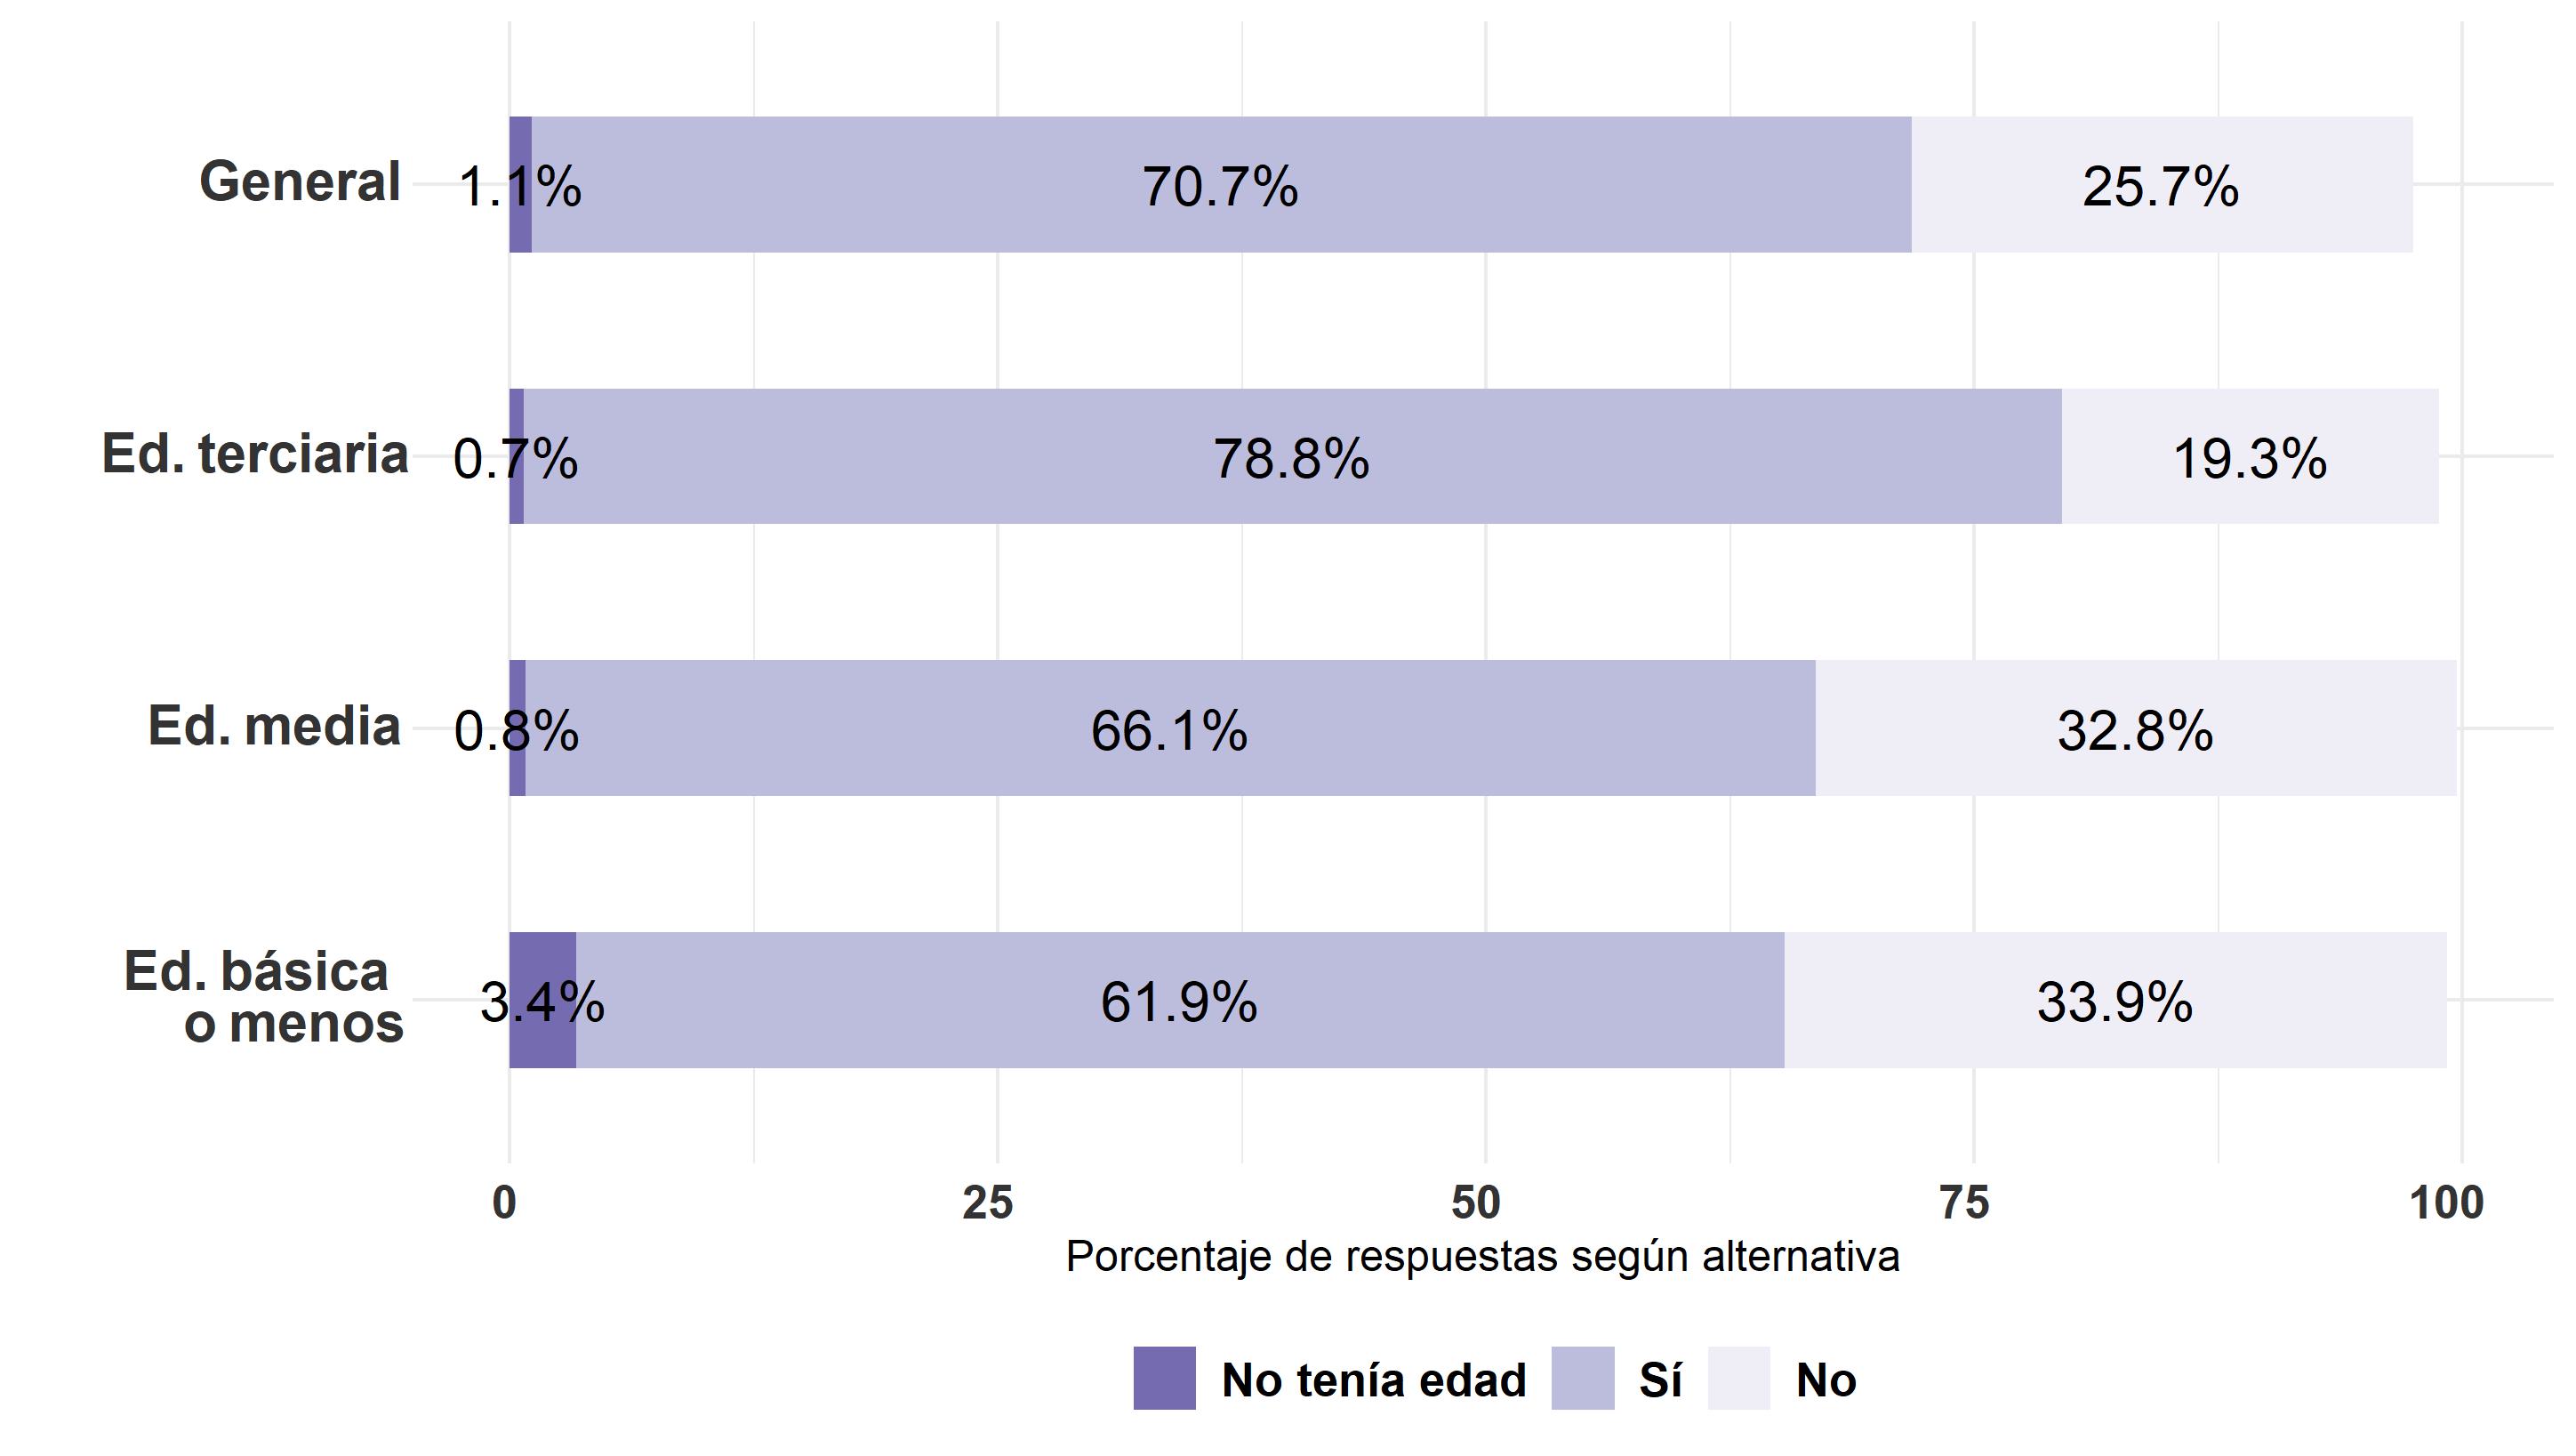 General 1.1% 70.7% 25.7%
Ed. terciaria 0.7% 78.8% 19.3%
Ed. media 0.8% 66.1% 32.8%
Ed. básica
o menos
3.4% 61.9% 33.9%
0 25 50 75 100
Porcentaje de respuestas según alternativa
No tenía edad Sí No